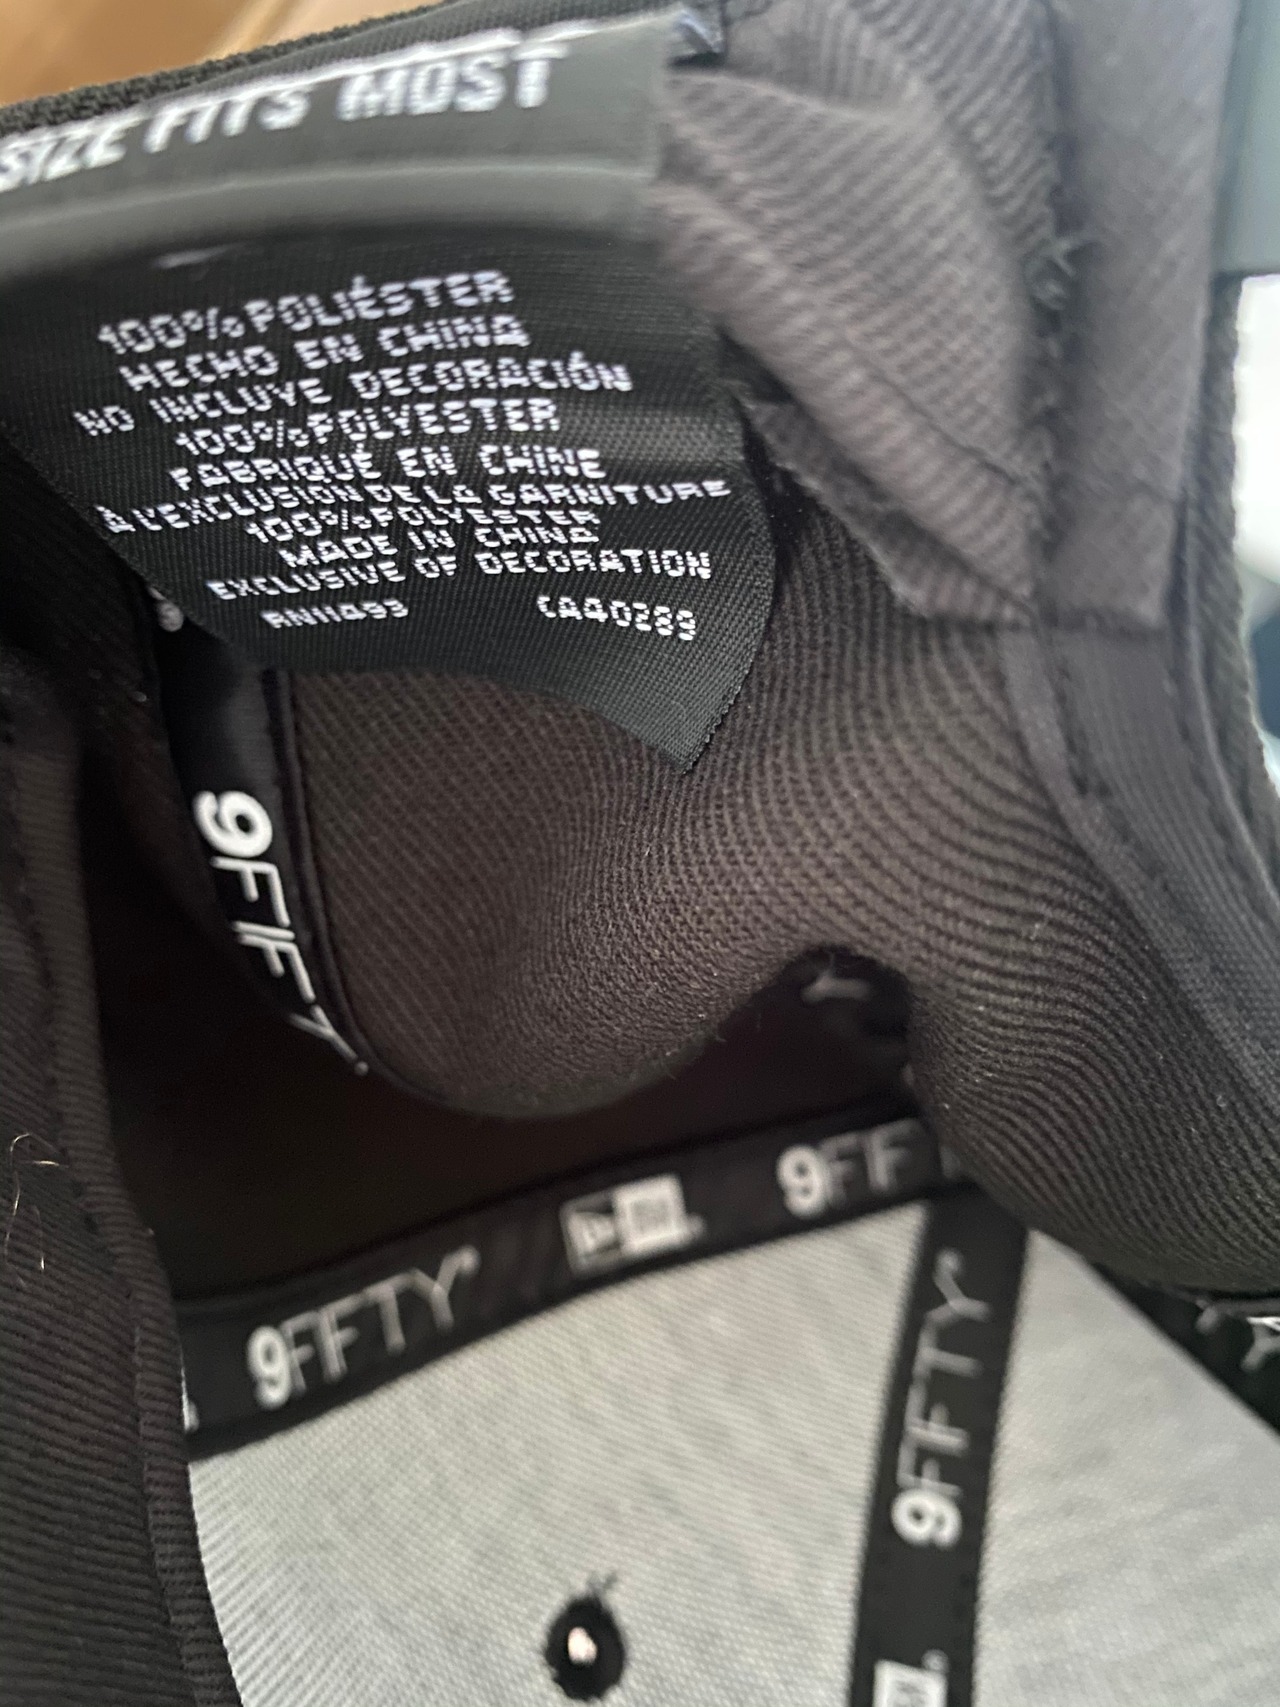 SIZE FITS MOST
100% POLIÉSTER
HECHO EN CHINA
NO INCLUYE DECORACIÓN
100% POLYESTER
FABRIQUÉ EN CHINE
À L'EXCLUSION DE LA GARNITURE
100% POLYESTER
MADE IN CHINA
EXCLUSIVE OF DECORATION
RN11493 CA40289
9FIFTY
9FIF
9FIFTY
9FIFTY